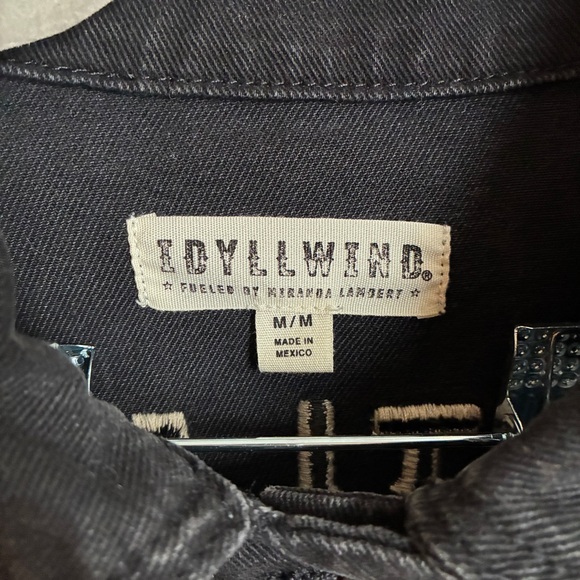 IDYLLWIND®
☆ FUELED BY MIRANDA LAMBERT ☆
M/M
MADE IN
MEXICO